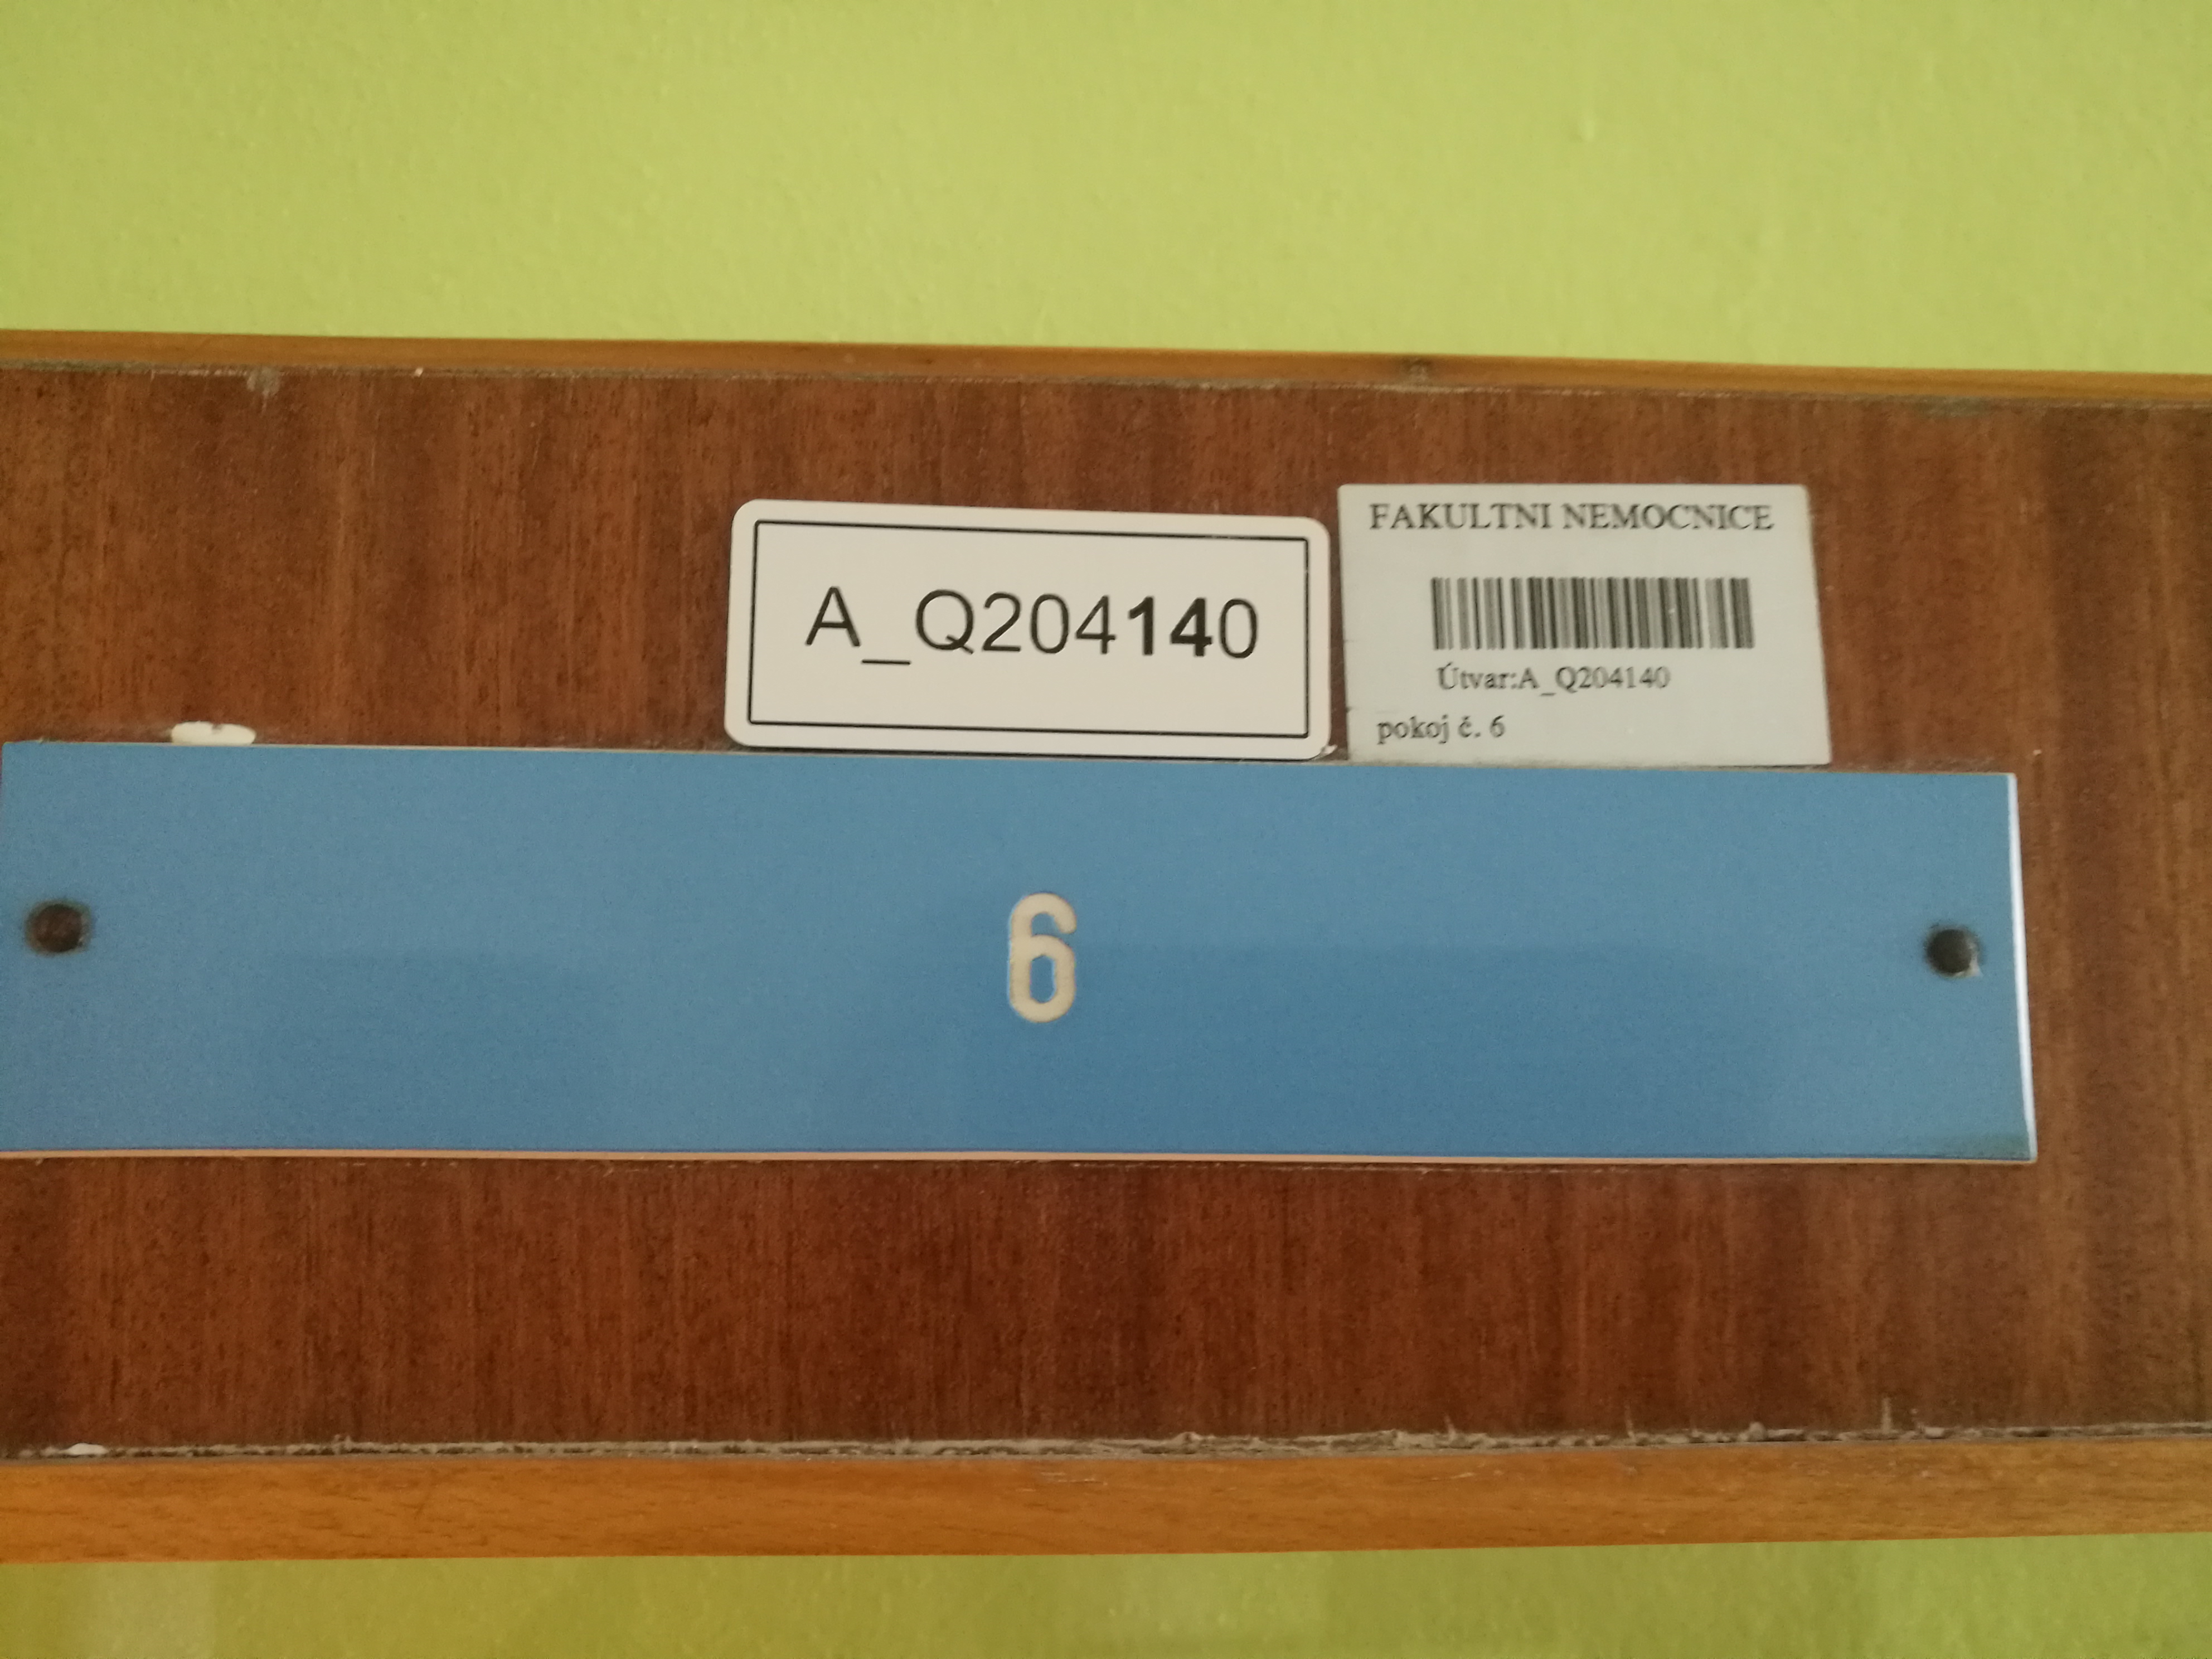 A_Q204140
FAKULTNI NEMOCNICE
Útvar:A_Q204140
pokoj č. 6
6